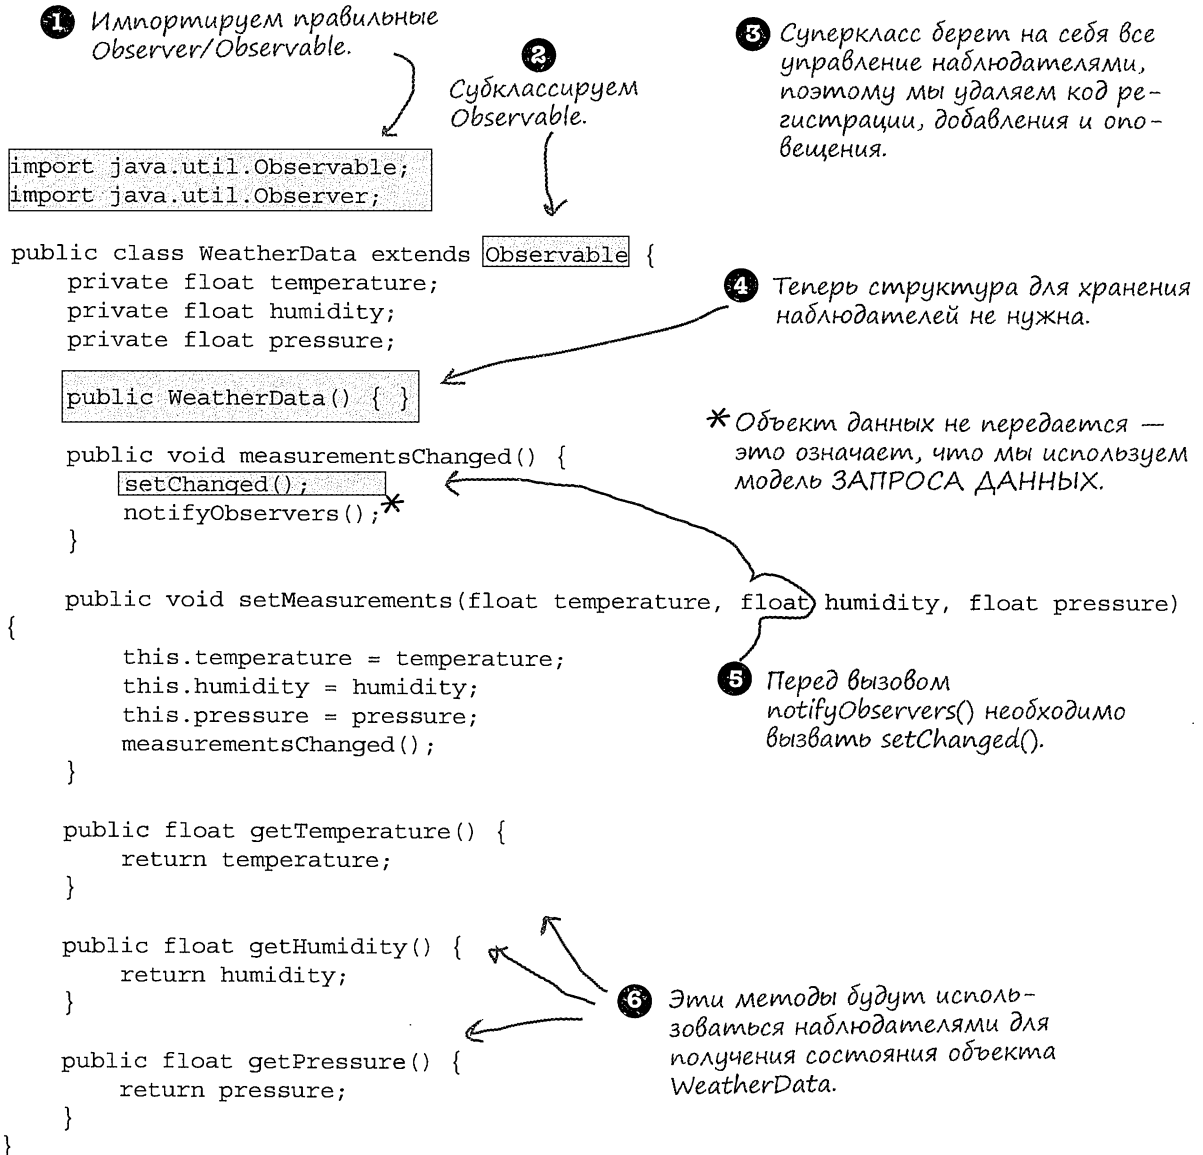 1 Импортируем правильные
Observer/Observable.
2
Субклассируем
Observable.
3 Суперкласс берет на себя все
управление наблюдателями,
поэтому мы удаляем код ре-
гистрации, добавления и опо-
вещения.
import java.util.Observable;
import java.util.Observer;
public class WeatherData extends Observable {
private float temperature;
private float humidity;
private float pressure;
4 Теперь структура для хранения
наблюдателей не нужна.
public WeatherData() { }
* Объект данных не передается —
это означает, что мы используем
модель ЗАПРОСА ДАННЫХ.
public void measurementsChanged() {
setChanged();
notifyObservers();*
}
public void setMeasurements(float temperature, float humidity, float pressure)
{
this.temperature = temperature;
this.humidity = humidity;
this.pressure = pressure;
measurementsChanged();
}
5 Перед вызовом
notifyObservers() необходимо
вызвать setChanged().
public float getTemperature() {
return temperature;
}
public float getHumidity() {
return humidity;
}
6 Эти методы будут исполь-
зоваться наблюдателями для
получения состояния объекта
WeatherData.
public float getPressure() {
return pressure;
}
}